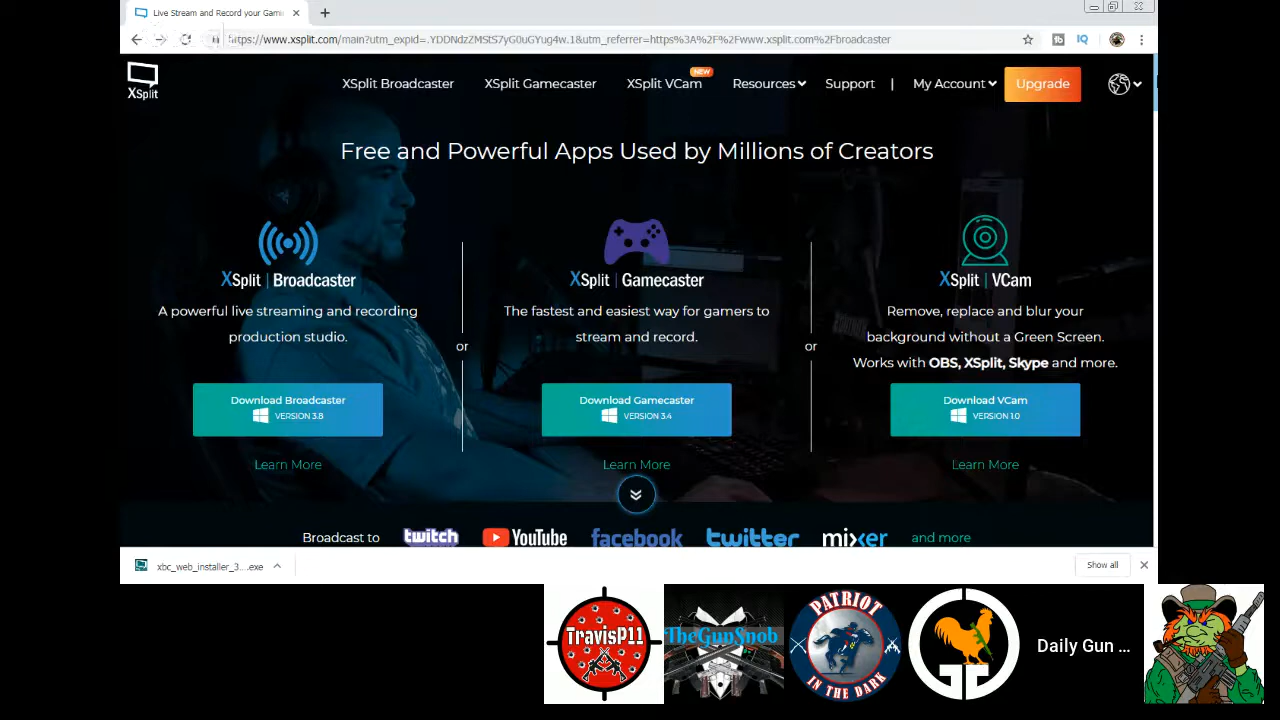 Live Stream and Record your Gami
https://www.xsplit.com/main?utm_expid=.YDDNdzZMStS7yG0uGYug4w.1&utm_referrer=https%3A%2F%2Fwww.xsplit.com%2Fbroadcaster
XSplit
XSplit Broadcaster
XSplit Gamecaster
XSplit VCam
NEW
Resources
Support
|
My Account
Upgrade
Free and Powerful Apps Used by Millions of Creators
XSplit | Broadcaster
A powerful live streaming and recording
production studio.
Download Broadcaster
VERSION 3.8
Learn More
or
XSplit | Gamecaster
The fastest and easiest way for gamers to
stream and record.
Download Gamecaster
VERSION 3.4
Learn More
or
XSplit | VCam
Remove, replace and blur your
background without a Green Screen.
Works with OBS, XSplit, Skype and more.
Download VCam
VERSION 1.0
Learn More
Broadcast to
twitch
YouTube
facebook
twitter
mixer
and more
xbc_web_installer_3....exe
Show all
TravisP11
TheGunSnob
PATRIOT
IN THE DARK
GG
Daily Gun ...